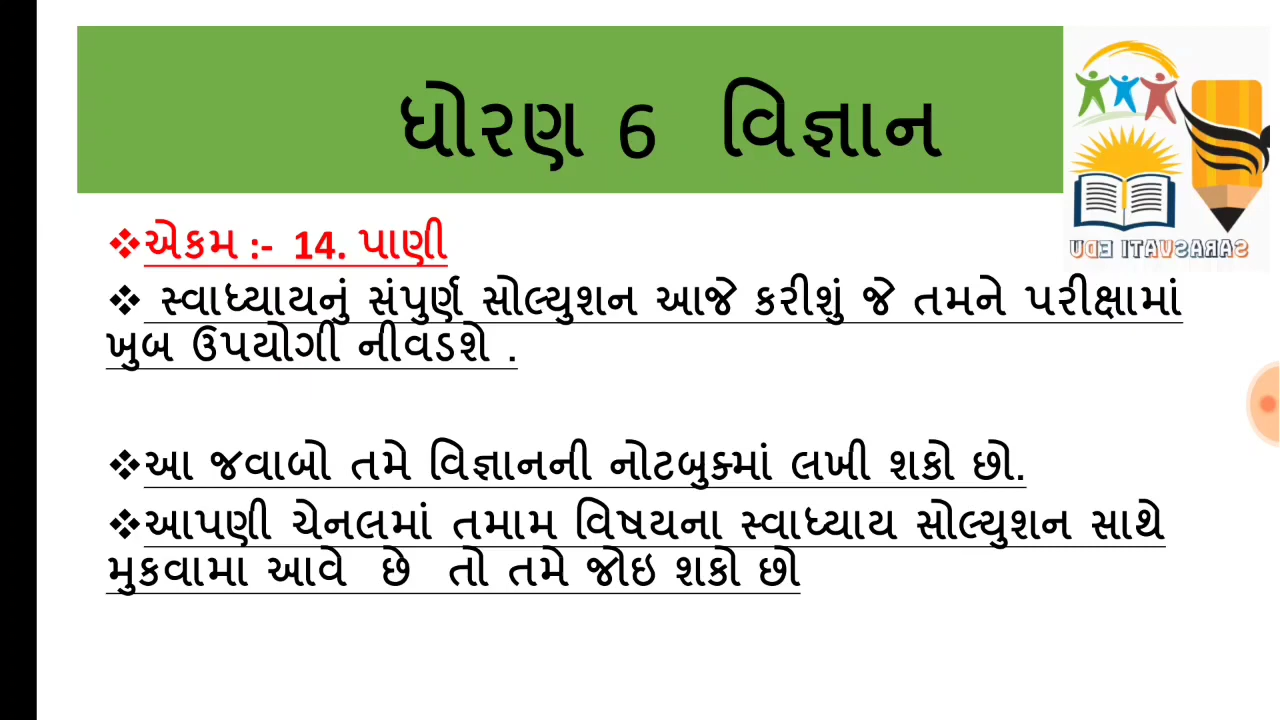 ધોરણ 6 વિજ્ઞાન
SARASVATI EDU
❖એકમ :- 14. પાણી
❖ સ્વાધ્યાયનું સંપુર્ણ સોલ્યુશન આજે કરીશું જે તમને પરીક્ષામાં
ખુબ ઉપયોગી નીવડશે .
❖આ જવાબો તમે વિજ્ઞાનની નોટબુકમાં લખી શકો છો.
❖આપણી ચેનલમાં તમામ વિષયના સ્વાધ્યાય સોલ્યુશન સાથે
મુકવામા આવે છે તો તમે જોઇ શકો છો